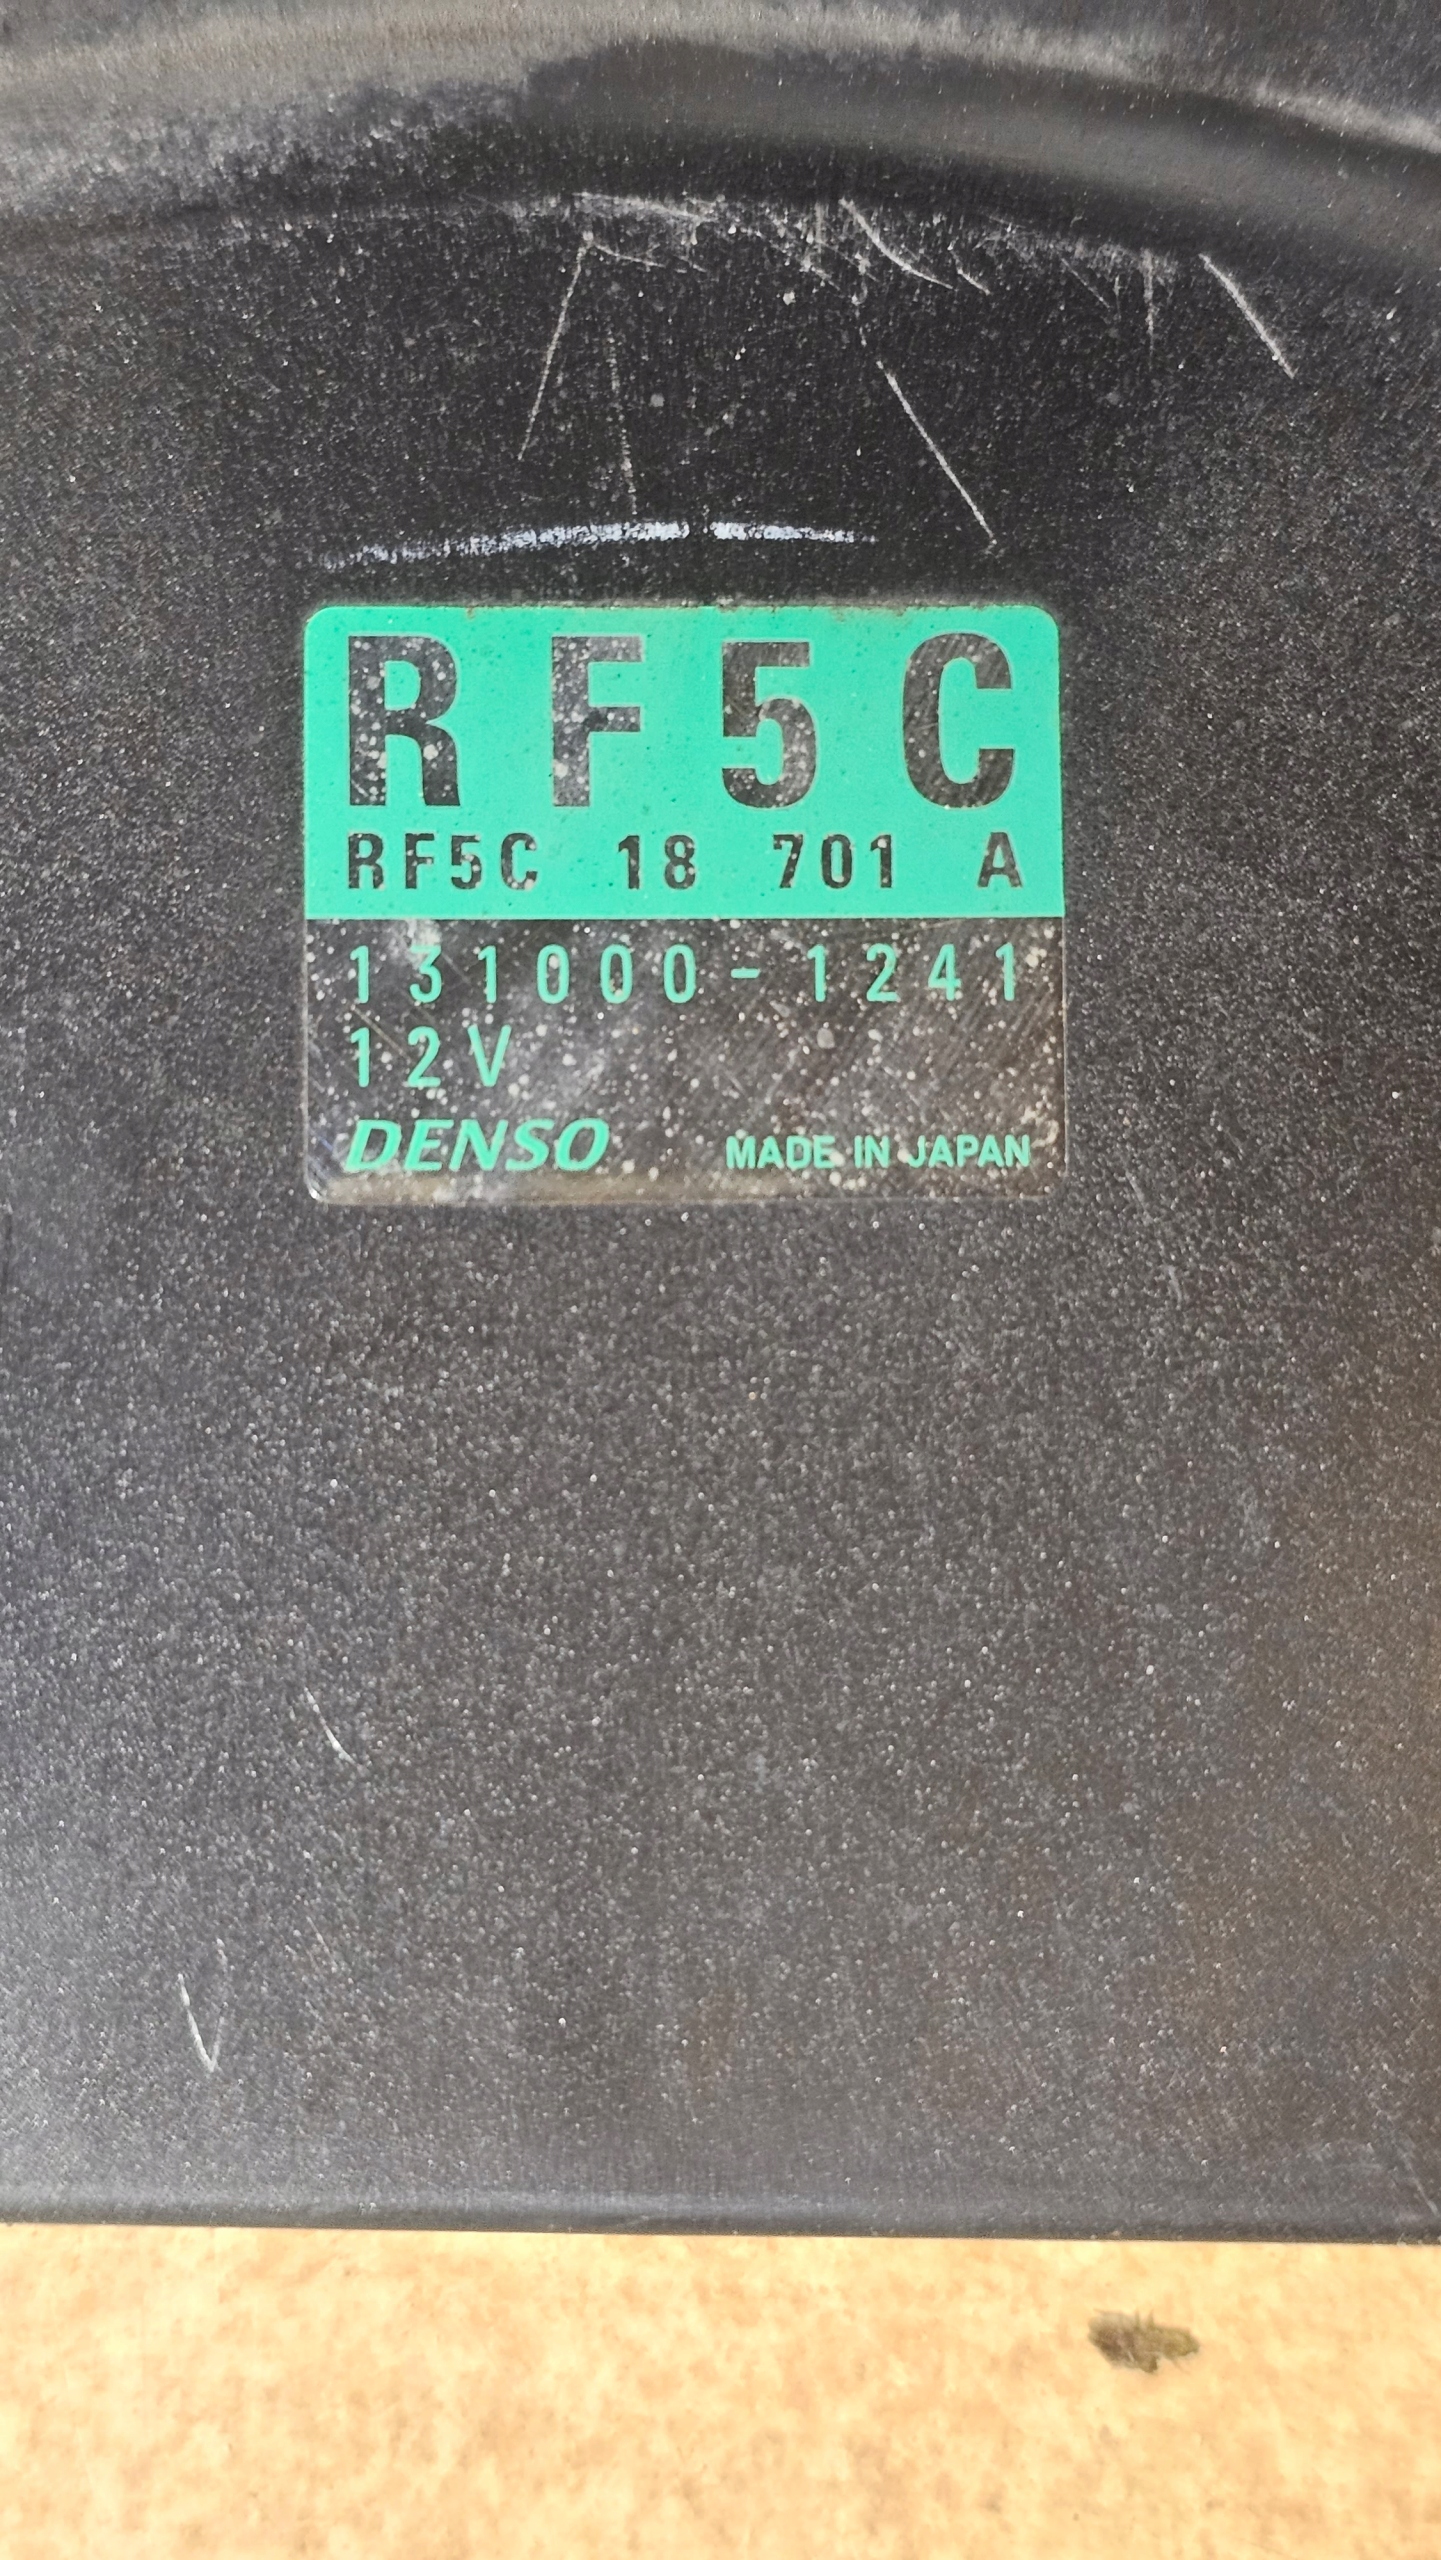 RF5C
RF5C 18 701 A
131000-1241
12V
DENSO MADE IN JAPAN